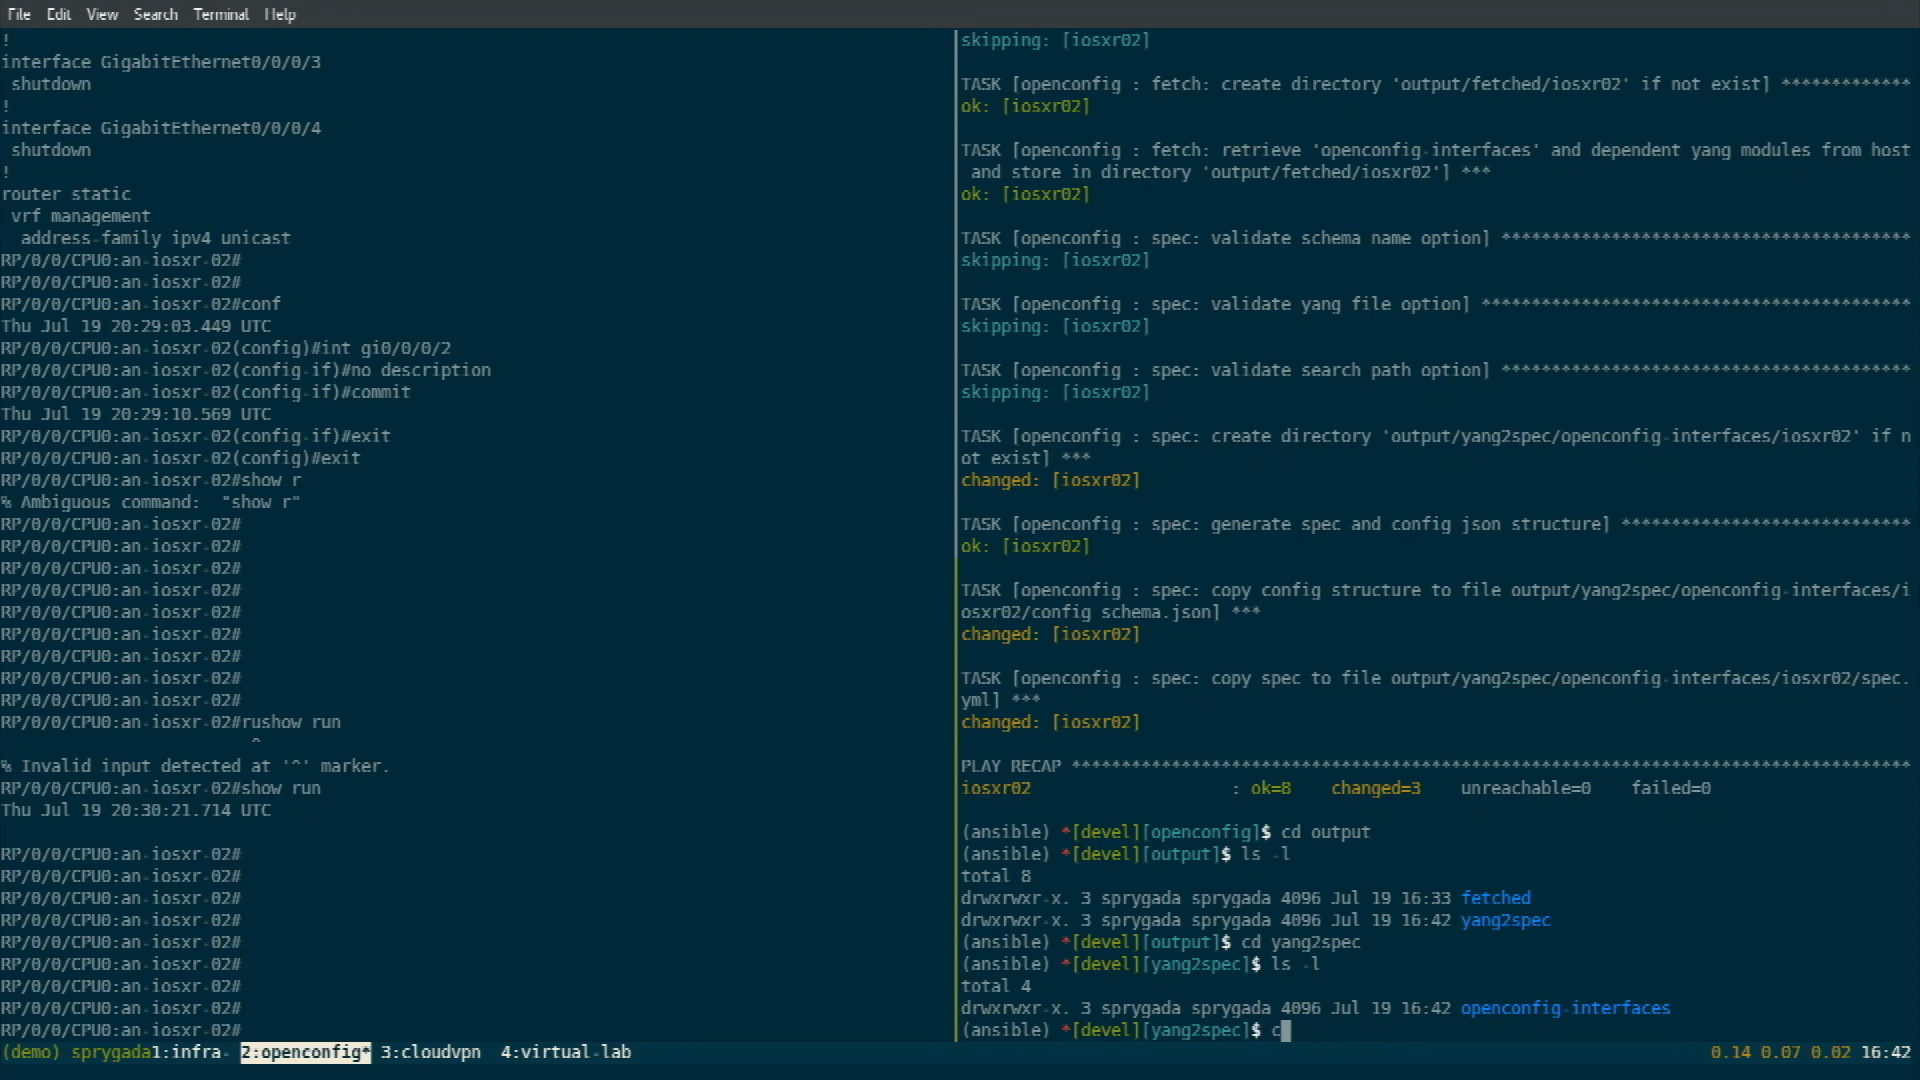 File Edit View Search Terminal Help
!
interface GigabitEthernet0/0/0/3
 shutdown
!
interface GigabitEthernet0/0/0/4
 shutdown
!
router static
 vrf management
  address-family ipv4 unicast
RP/0/0/CPU0:an-iosxr-02#
RP/0/0/CPU0:an-iosxr-02#
RP/0/0/CPU0:an-iosxr-02#conf
Thu Jul 19 20:29:03.449 UTC
RP/0/0/CPU0:an-iosxr-02(config)#int gi0/0/0/2
RP/0/0/CPU0:an-iosxr-02(config-if)#no description
RP/0/0/CPU0:an-iosxr-02(config-if)#commit
Thu Jul 19 20:29:10.569 UTC
RP/0/0/CPU0:an-iosxr-02(config-if)#exit
RP/0/0/CPU0:an-iosxr-02(config)#exit
RP/0/0/CPU0:an-iosxr-02#show r
% Ambiguous command:  "show r"
RP/0/0/CPU0:an-iosxr-02#
RP/0/0/CPU0:an-iosxr-02#
RP/0/0/CPU0:an-iosxr-02#
RP/0/0/CPU0:an-iosxr-02#
RP/0/0/CPU0:an-iosxr-02#
RP/0/0/CPU0:an-iosxr-02#
RP/0/0/CPU0:an-iosxr-02#
RP/0/0/CPU0:an-iosxr-02#
RP/0/0/CPU0:an-iosxr-02#
RP/0/0/CPU0:an-iosxr-02#rushow run
                         ^
% Invalid input detected at '^' marker.
RP/0/0/CPU0:an-iosxr-02#show run
Thu Jul 19 20:30:21.714 UTC
RP/0/0/CPU0:an-iosxr-02#
RP/0/0/CPU0:an-iosxr-02#
RP/0/0/CPU0:an-iosxr-02#
RP/0/0/CPU0:an-iosxr-02#
RP/0/0/CPU0:an-iosxr-02#
RP/0/0/CPU0:an-iosxr-02#
RP/0/0/CPU0:an-iosxr-02#
RP/0/0/CPU0:an-iosxr-02#
RP/0/0/CPU0:an-iosxr-02#
skipping: [iosxr02]
TASK [openconfig : fetch: create directory 'output/fetched/iosxr02' if not exist] *************
ok: [iosxr02]
TASK [openconfig : fetch: retrieve 'openconfig-interfaces' and dependent yang modules from host
 and store in directory 'output/fetched/iosxr02'] ***
ok: [iosxr02]
TASK [openconfig : spec: validate schema name option] *****************************************
skipping: [iosxr02]
TASK [openconfig : spec: validate yang file option] *******************************************
skipping: [iosxr02]
TASK [openconfig : spec: validate search path option] *****************************************
skipping: [iosxr02]
TASK [openconfig : spec: create directory 'output/yang2spec/openconfig-interfaces/iosxr02' if n
ot exist] ***
changed: [iosxr02]
TASK [openconfig : spec: generate spec and config json structure] *****************************
ok: [iosxr02]
TASK [openconfig : spec: copy config structure to file output/yang2spec/openconfig-interfaces/i
osxr02/config_schema.json] ***
changed: [iosxr02]
TASK [openconfig : spec: copy spec to file output/yang2spec/openconfig-interfaces/iosxr02/spec.
yml] ***
changed: [iosxr02]
PLAY RECAP ************************************************************************************
iosxr02                    : ok=8    changed=3    unreachable=0    failed=0
(ansible) *[devel][openconfig]$ cd output
(ansible) *[devel][output]$ ls -l
total 8
drwxrwxr-x. 3 sprygada sprygada 4096 Jul 19 16:33 fetched
drwxrwxr-x. 3 sprygada sprygada 4096 Jul 19 16:42 yang2spec
(ansible) *[devel][output]$ cd yang2spec
(ansible) *[devel][yang2spec]$ ls -l
total 4
drwxrwxr-x. 3 sprygada sprygada 4096 Jul 19 16:42 openconfig-interfaces
(ansible) *[devel][yang2spec]$ c
(demo) sprygada1:infra- 2:openconfig* 3:cloudvpn  4:virtual-lab 0.14 0.07 0.02 16:42